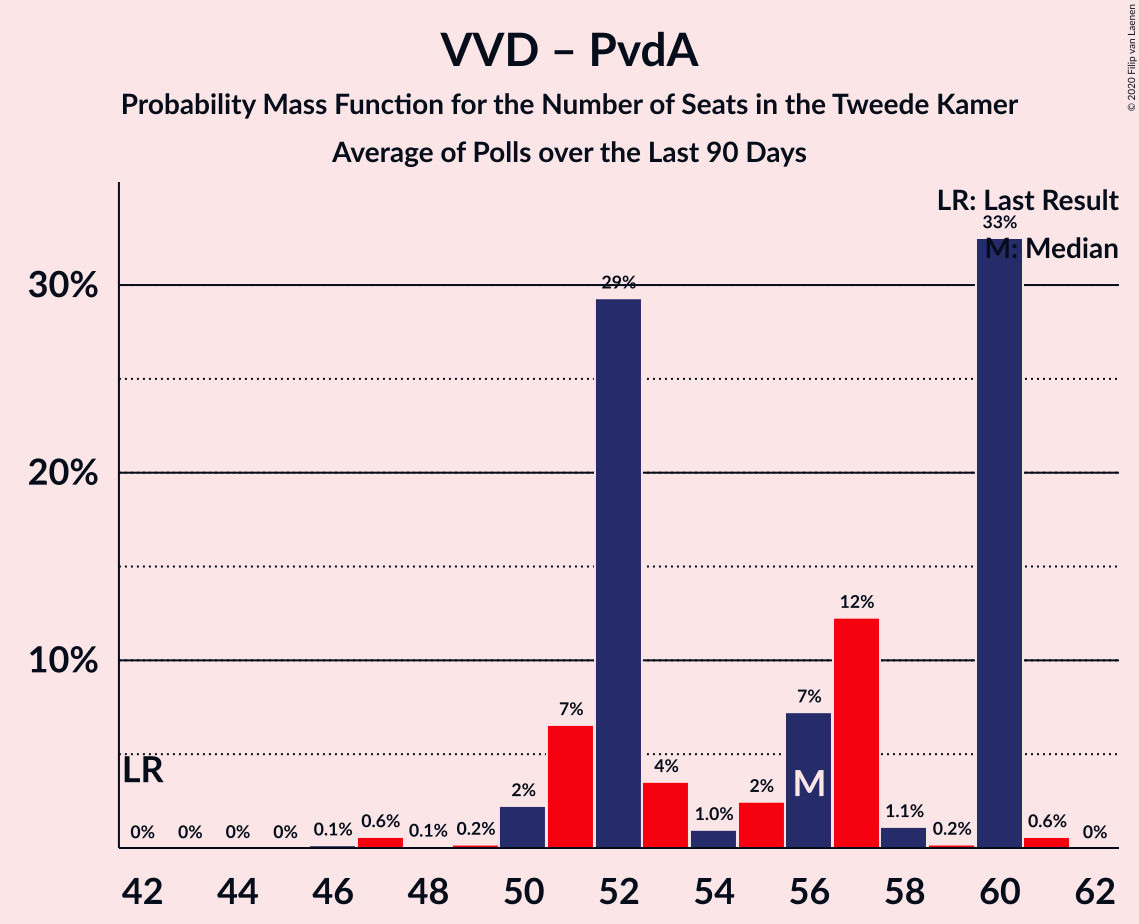 VVD – PvdA
Probability Mass Function for the Number of Seats in the Tweede Kamer
Average of Polls over the Last 90 Days
© 2020 Filip van Laenen
LR: Last Result
M: Median
30%
20%
10%
LR
M
0% 0% 0% 0% 0.1% 0.6% 0.1% 0.2% 2% 7% 29% 4% 1.0% 2% 7% 12% 1.1% 0.2% 33% 0.6% 0%
42 44 46 48 50 52 54 56 58 60 62